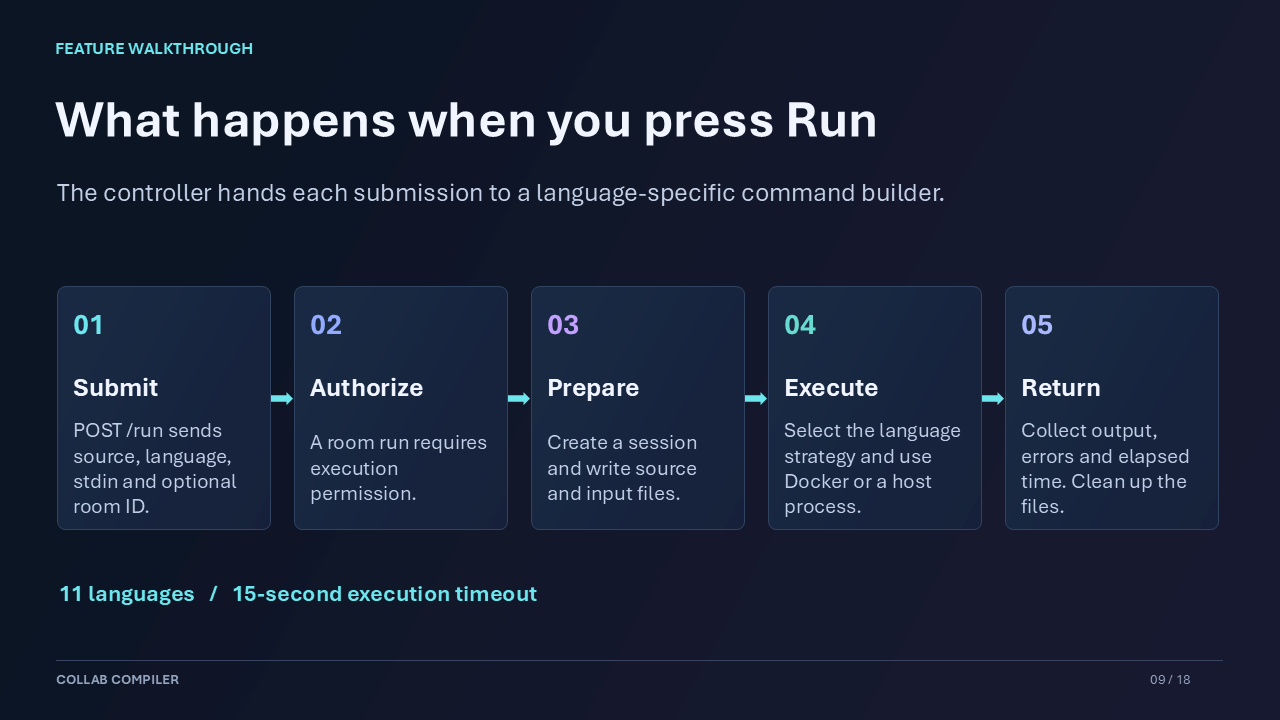 FEATURE WALKTHROUGH
What happens when you press Run
The controller hands each submission to a language-specific command builder.
01
Submit
POST /run sends
source, language,
stdin and optional
room ID.
02
Authorize
A room run requires
execution
permission.
03
Prepare
Create a session
and write source
and input files.
04
Execute
Select the language
strategy and use
Docker or a host
process.
05
Return
Collect output,
errors and elapsed
time. Clean up the
files.
11 languages / 15-second execution timeout
COLLAB COMPILER
09 / 18